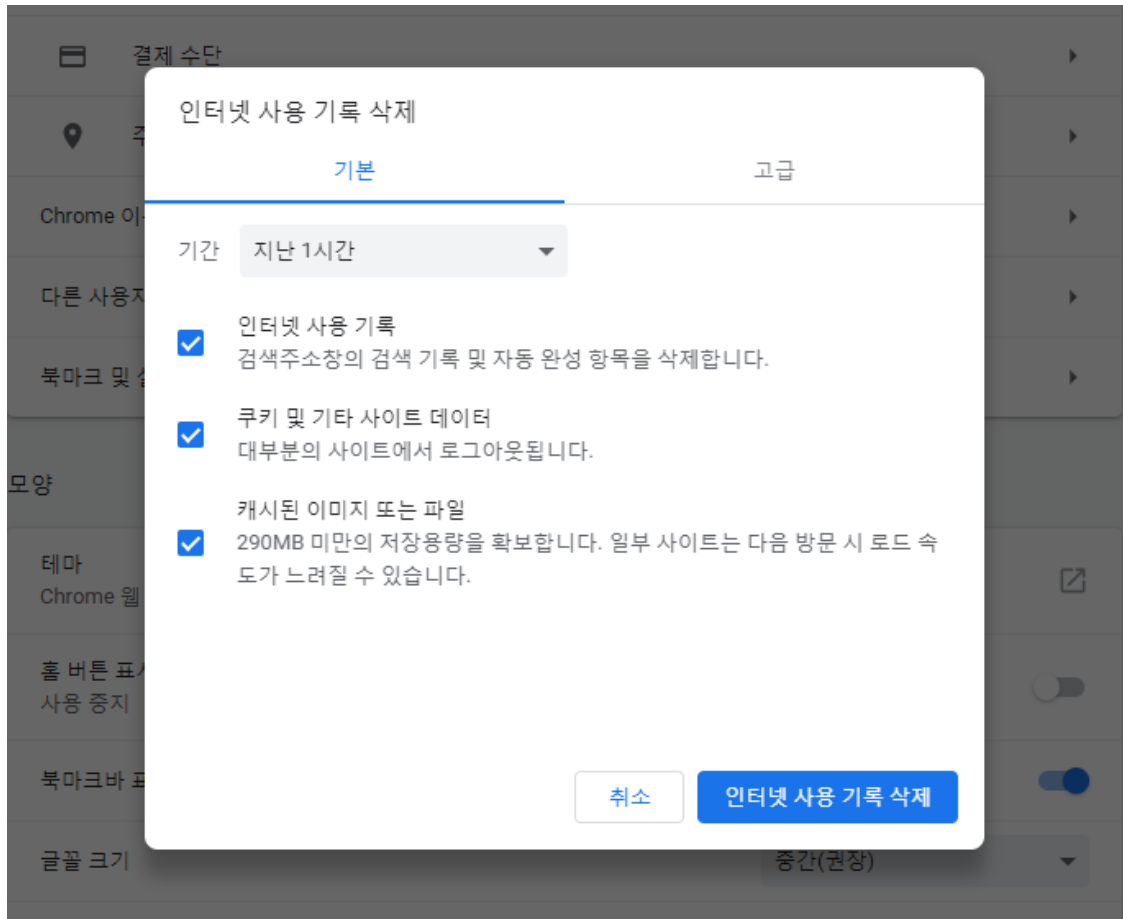 결제 수단
인터넷 사용 기록 삭제
기본
고급
Chrome
기간
지난 1시간
다른 사용자
인터넷 사용 기록
검색주소창의 검색 기록 및 자동 완성 항목을 삭제합니다.
북마크 및
쿠키 및 기타 사이트 데이터
대부분의 사이트에서 로그아웃됩니다.
모양
캐시된 이미지 또는 파일
290MB 미만의 저장용량을 확보합니다. 일부 사이트는 다음 방문 시 로드 속
도가 느려질 수 있습니다.
테마
Chrome 웹
홈 버튼 표시
사용 중지
북마크바
취소
인터넷 사용 기록 삭제
글꼴 크기
중간(권장)